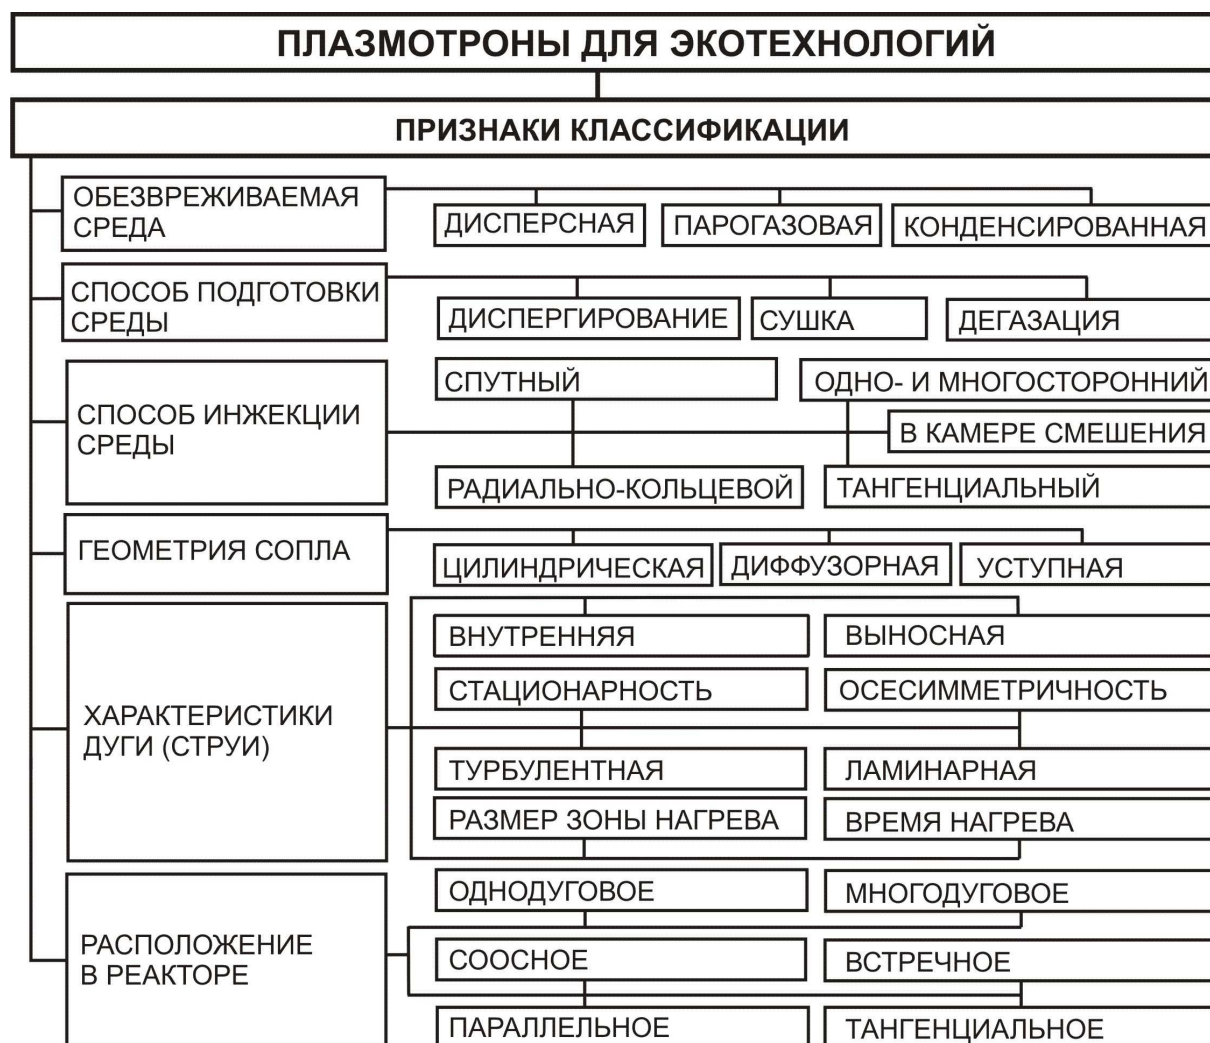 ПЛАЗМОТРОНЫ ДЛЯ ЭКОТЕХНОЛОГИЙ
ПРИЗНАКИ КЛАССИФИКАЦИИ
ОБЕЗВРЕЖИВАЕМАЯ
СРЕДА
ДИСПЕРСНАЯ
ПАРОГАЗОВАЯ
КОНДЕНСИРОВАННАЯ
СПОСОБ ПОДГОТОВКИ
СРЕДЫ
ДИСПЕРГИРОВАНИЕ
СУШКА
ДЕГАЗАЦИЯ
СПОСОБ ИНЖЕКЦИИ
СРЕДЫ
СПУТНЫЙ
ОДНО- И МНОГОСТОРОННИЙ
В КАМЕРЕ СМЕШЕНИЯ
РАДИАЛЬНО-КОЛЬЦЕВОЙ
ТАНГЕНЦИАЛЬНЫЙ
ГЕОМЕТРИЯ СОПЛА
ЦИЛИНДРИЧЕСКАЯ
ДИФФУЗОРНАЯ
УСТУПНАЯ
ХАРАКТЕРИСТИКИ
ДУГИ (СТРУИ)
ВНУТРЕННЯЯ
ВЫНОСНАЯ
СТАЦИОНАРНОСТЬ
ОСЕСИММЕТРИЧНОСТЬ
ТУРБУЛЕНТНАЯ
ЛАМИНАРНАЯ
РАЗМЕР ЗОНЫ НАГРЕВА
ВРЕМЯ НАГРЕВА
РАСПОЛОЖЕНИЕ
В РЕАКТОРЕ
ОДНОДУГОВОЕ
МНОГОДУГОВОЕ
СООСНОЕ
ВСТРЕЧНОЕ
ПАРАЛЛЕЛЬНОЕ
ТАНГЕНЦИАЛЬНОЕ